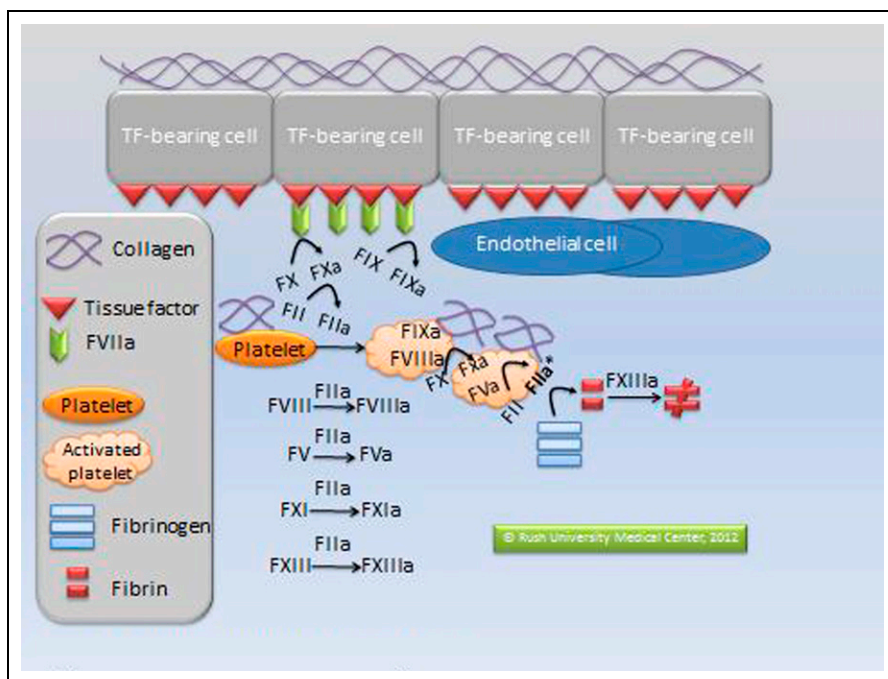 TF-bearing cell
TF-bearing cell
TF-bearing cell
TF-bearing cell
Collagen
Tissue factor
FVIIa
Platelet
Activated
platelet
Fibrinogen
Fibrin
Endothelial cell
FX
FXa
FIX
FIXa
FII
FIIa
Platelet
FIXa
FVIIIa
FX
FXa
FVa
FII
FIIa*
FXIIIa
FIIa
FVIII
FVIIIa
FIIa
FV
FVa
FIIa
FXI
FXIa
FIIa
FXIII
FXIIIa
© Rush University Medical Center, 2012